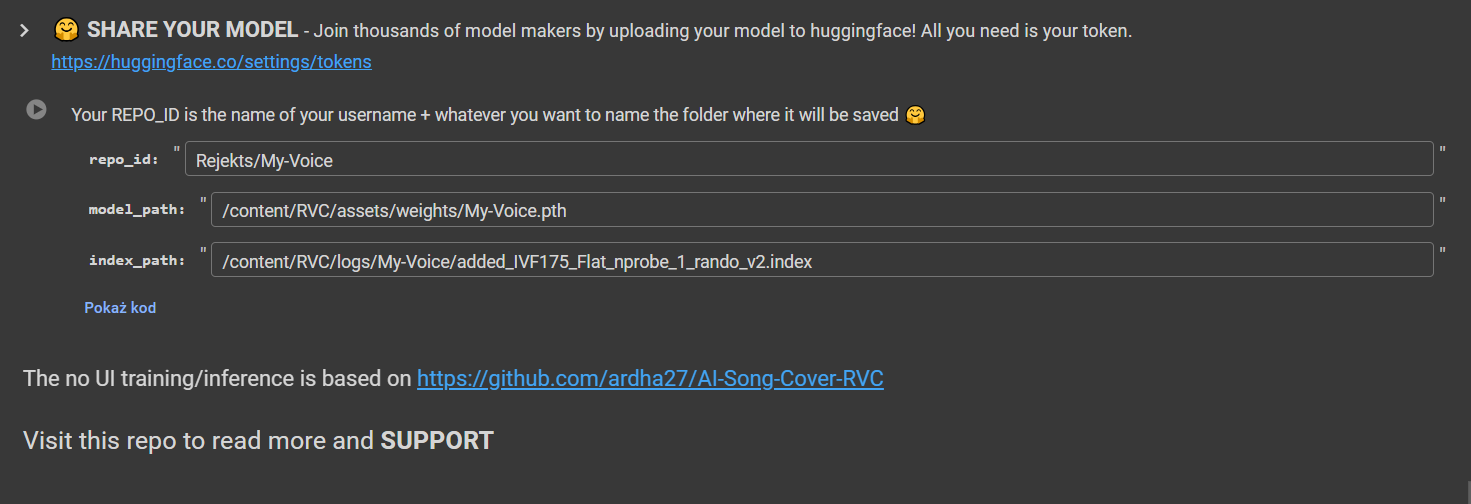 🤗 SHARE YOUR MODEL - Join thousands of model makers by uploading your model to huggingface! All you need is your token.
https://huggingface.co/settings/tokens
Your REPO_ID is the name of your username + whatever you want to name the folder where it will be saved 🤗
repo_id: "Rejekts/My-Voice"
model_path: "/content/RVC/assets/weights/My-Voice.pth"
index_path: "/content/RVC/logs/My-Voice/added_IVF175_Flat_nprobe_1_rando_v2.index"
Pokaż kod
The no UI training/inference is based on https://github.com/ardha27/AI-Song-Cover-RVC
Visit this repo to read more and SUPPORT